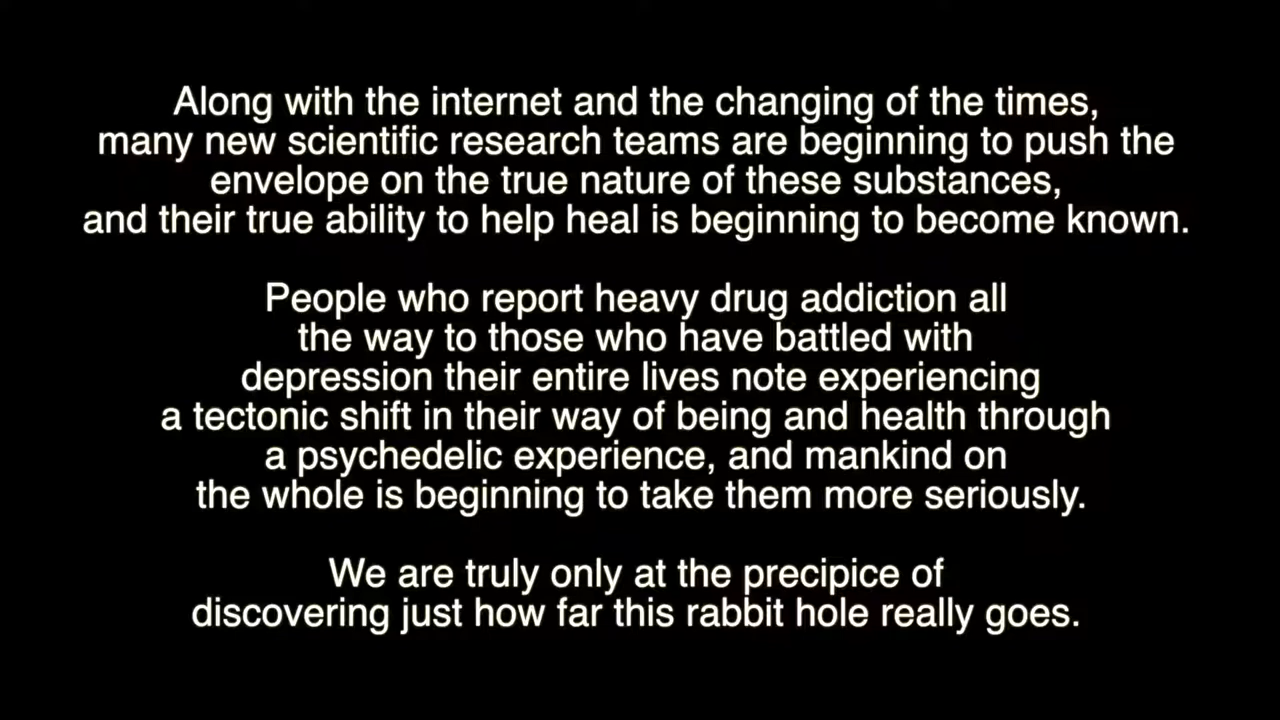 Along with the internet and the changing of the times,
many new scientific research teams are beginning to push the
envelope on the true nature of these substances,
and their true ability to help heal is beginning to become known.
People who report heavy drug addiction all
the way to those who have battled with
depression their entire lives note experiencing
a tectonic shift in their way of being and health through
a psychedelic experience, and mankind on
the whole is beginning to take them more seriously.
We are truly only at the precipice of
discovering just how far this rabbit hole really goes.